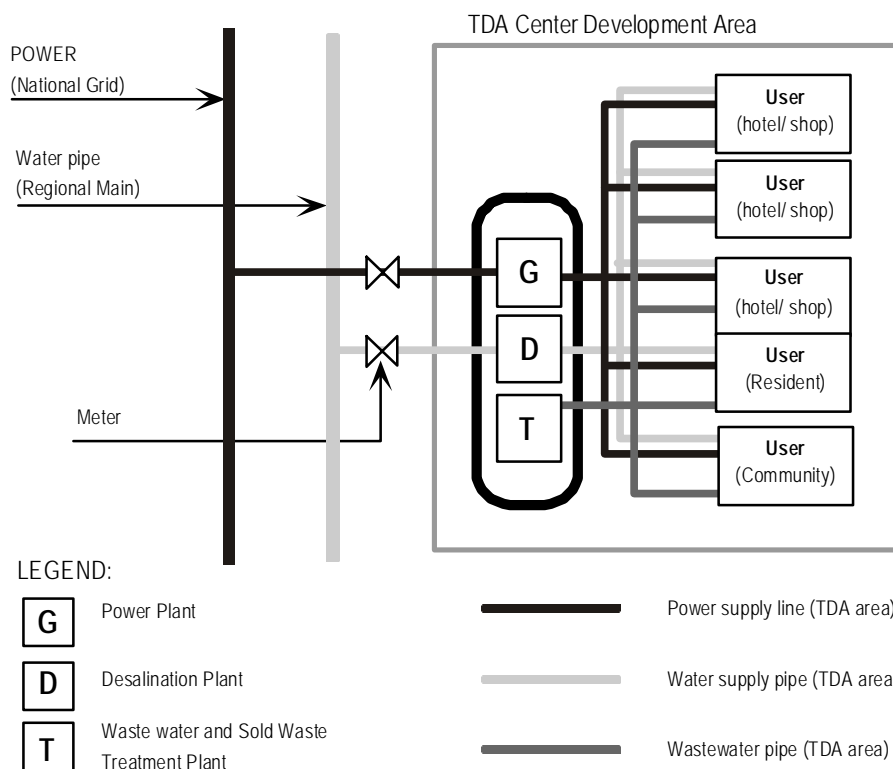 TDA Center Development Area
POWER
(National Grid)
Water pipe
(Regional Main)
Meter
G
D
T
User
(hotel/ shop)
User
(hotel/ shop)
User
(hotel/ shop)
User
(Resident)
User
(Community)
LEGEND:
G
Power Plant
D
Desalination Plant
T
Waste water and Sold Waste
Treatment Plant
Power supply line (TDA area)
Water supply pipe (TDA area
Wastewater pipe (TDA area)